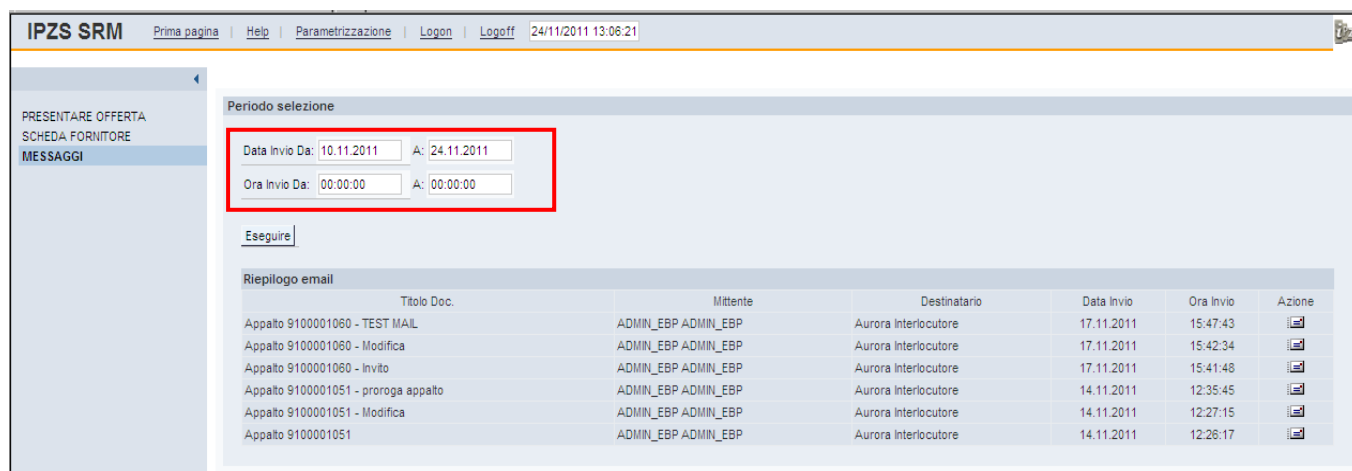 IPZS SRM Prima pagina | Help | Parametrizzazione | Logon | Logoff 24/11/2011 13:06:21
PRESENTARE OFFERTA
SCHEDA FORNITORE
MESSAGGI
Periodo selezione
Data Invio Da: 10.11.2011 A: 24.11.2011
Ora Invio Da: 00:00:00 A: 00:00:00
Eseguire
Riepilogo email
Titolo Doc. Mittente Destinatario Data Invio Ora Invio Azione
Appalto 9100001060 - TEST MAIL ADMIN_EBP ADMIN_EBP Aurora Interlocutore 17.11.2011 15:47:43
Appalto 9100001060 - Modifica ADMIN_EBP ADMIN_EBP Aurora Interlocutore 17.11.2011 15:42:34
Appalto 9100001060 - Invito ADMIN_EBP ADMIN_EBP Aurora Interlocutore 17.11.2011 15:41:48
Appalto 9100001051 - proroga appalto ADMIN_EBP ADMIN_EBP Aurora Interlocutore 14.11.2011 12:35:45
Appalto 9100001051 - Modifica ADMIN_EBP ADMIN_EBP Aurora Interlocutore 14.11.2011 12:27:15
Appalto 9100001051 ADMIN_EBP ADMIN_EBP Aurora Interlocutore 14.11.2011 12:26:17